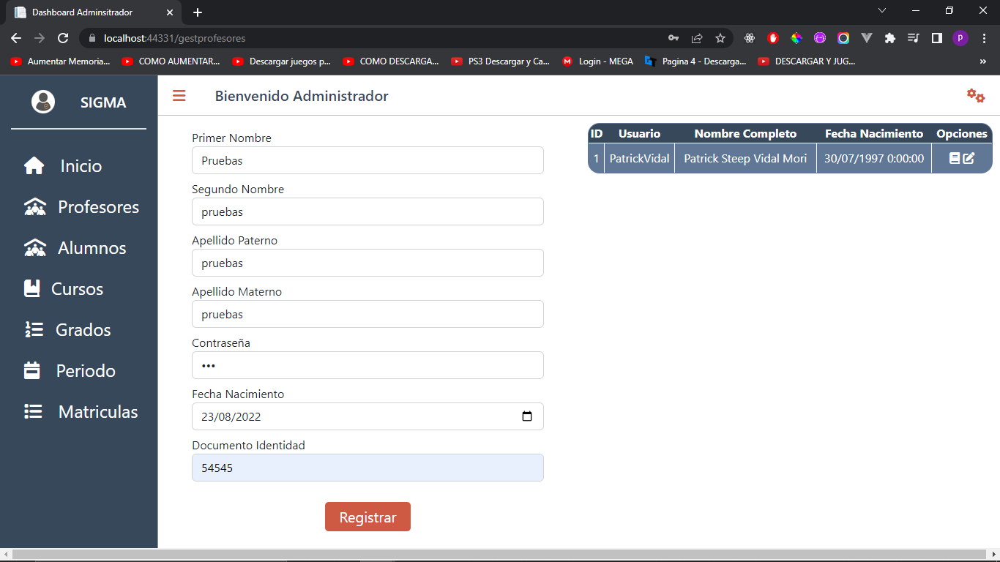 Dashboard Adminsitrador
localhost:44331/gestprofesores
p
Aumentar Memoria...
COMO AUMENTAR...
Descargar juegos p...
COMO DESCARGA...
PS3 Descargar y Ca...
Login - MEGA
Pagina 4 - Descarga...
DESCARGAR Y JUG...
»
SIGMA
Inicio
Profesores
Alumnos
Cursos
Grados
Periodo
Matriculas
Bienvenido Administrador
Primer Nombre
Pruebas
Segundo Nombre
pruebas
Apellido Paterno
pruebas
Apellido Materno
pruebas
Contraseña
•••
Fecha Nacimiento
23/08/2022
Documento Identidad
54545
Registrar
ID Usuario Nombre Completo Fecha Nacimiento Opciones
1 PatrickVidal Patrick Steep Vidal Mori 30/07/1997 0:00:00